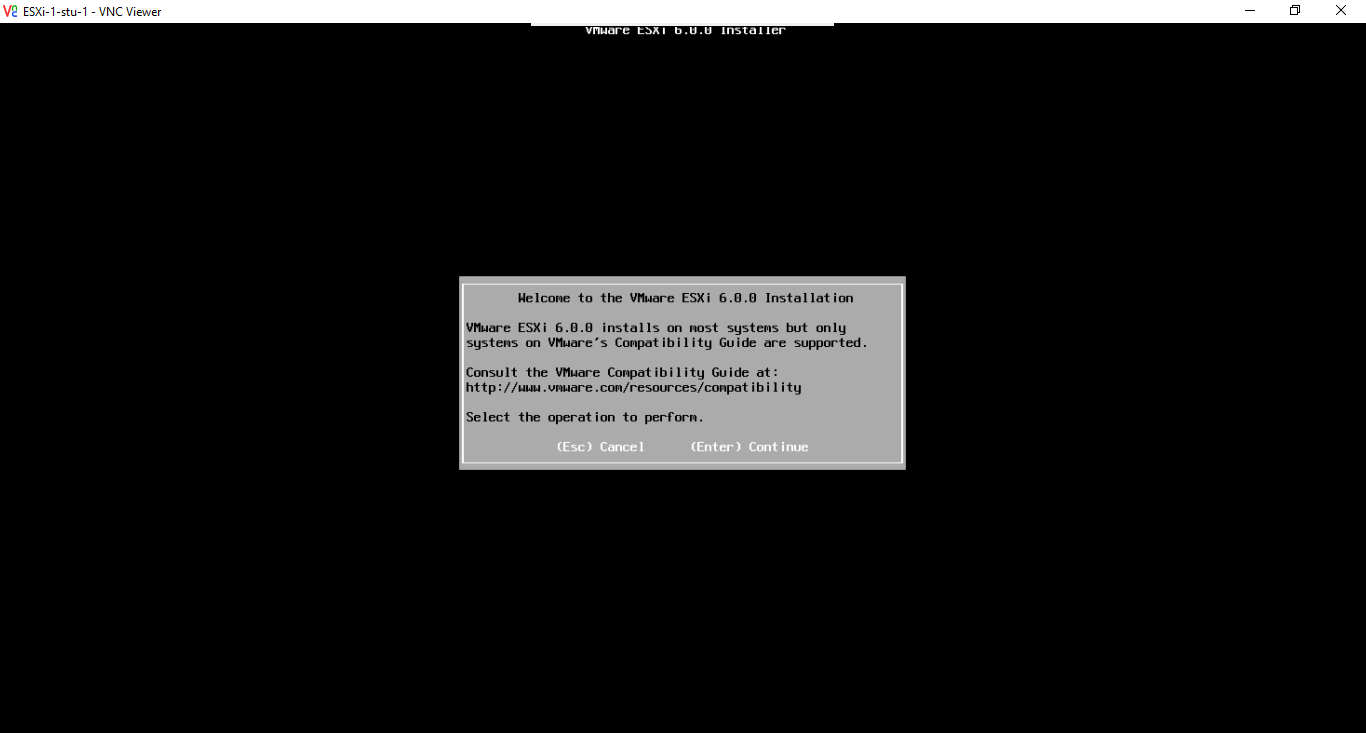 ESXi-1-stu-1 - VNC Viewer
VMware ESXi 6.0.0 Installer
Welcome to the VMware ESXi 6.0.0 Installation
VMware ESXi 6.0.0 installs on most systems but only
systems on VMware's Compatibility Guide are supported.
Consult the VMware Compatibility Guide at:
http://www.vmware.com/resources/compatibility
Select the operation to perform.
(Esc) Cancel (Enter) Continue